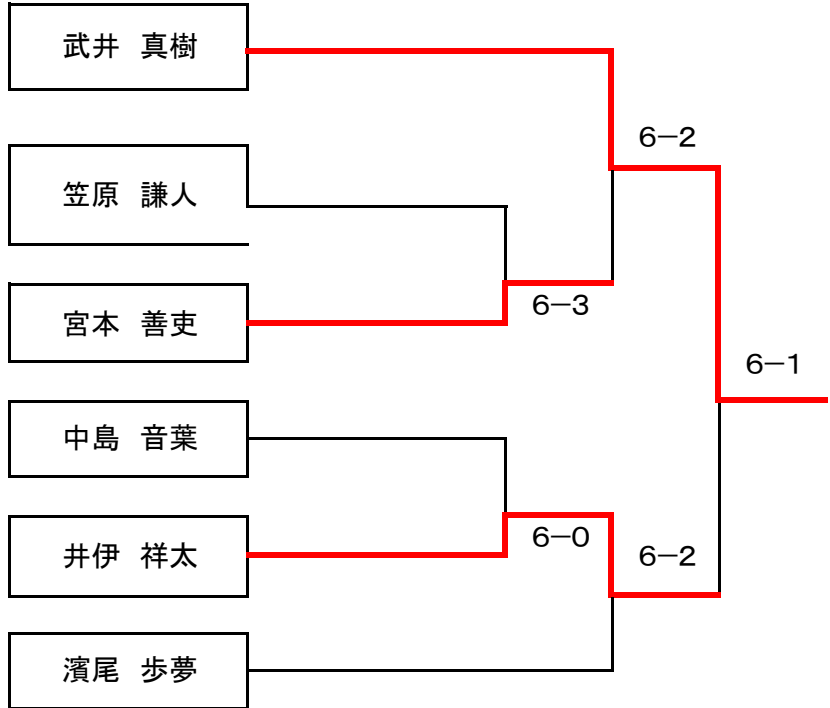 武井　真樹
6－2
笠原　謙人
6－3
宮本　善吏
6－1
中島　音葉
6－0
6－2
井伊　祥太
濱尾　歩夢